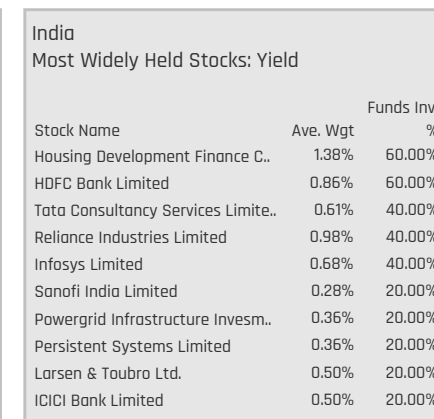 India
Most Widely Held Stocks: Yield
Funds Inv
Stock Name Ave. Wgt %
Housing Development Finance C.. 1.38% 60.00%
HDFC Bank Limited 0.86% 60.00%
Tata Consultancy Services Limite.. 0.61% 40.00%
Reliance Industries Limited 0.98% 40.00%
Infosys Limited 0.68% 40.00%
Sanofi India Limited 0.28% 20.00%
Powergrid Infrastructure Invesm.. 0.36% 20.00%
Persistent Systems Limited 0.36% 20.00%
Larsen & Toubro Ltd. 0.50% 20.00%
ICICI Bank Limited 0.50% 20.00%